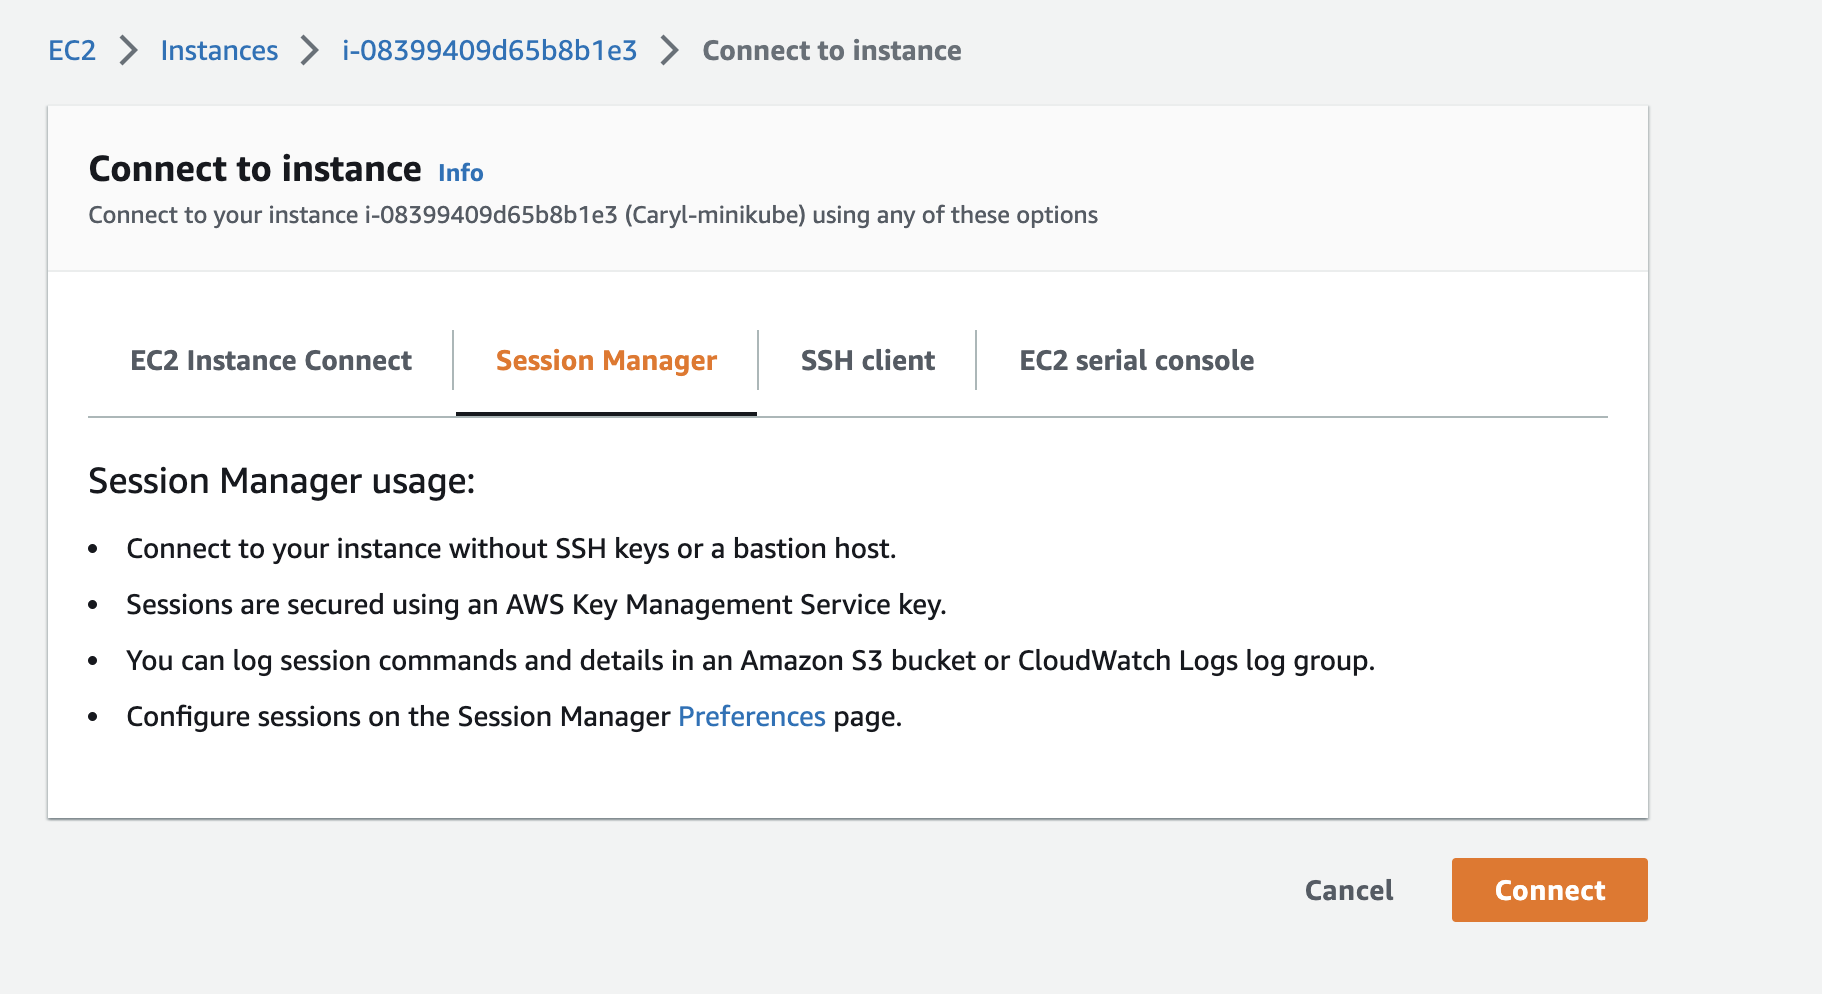 EC2 > Instances > i-08399409d65b8b1e3 > Connect to instance
Connect to instance Info
Connect to your instance i-08399409d65b8b1e3 (Caryl-minikube) using any of these options
EC2 Instance Connect
Session Manager
SSH client
EC2 serial console
Session Manager usage:
• Connect to your instance without SSH keys or a bastion host.
• Sessions are secured using an AWS Key Management Service key.
• You can log session commands and details in an Amazon S3 bucket or CloudWatch Logs log group.
• Configure sessions on the Session Manager Preferences page.
Cancel
Connect